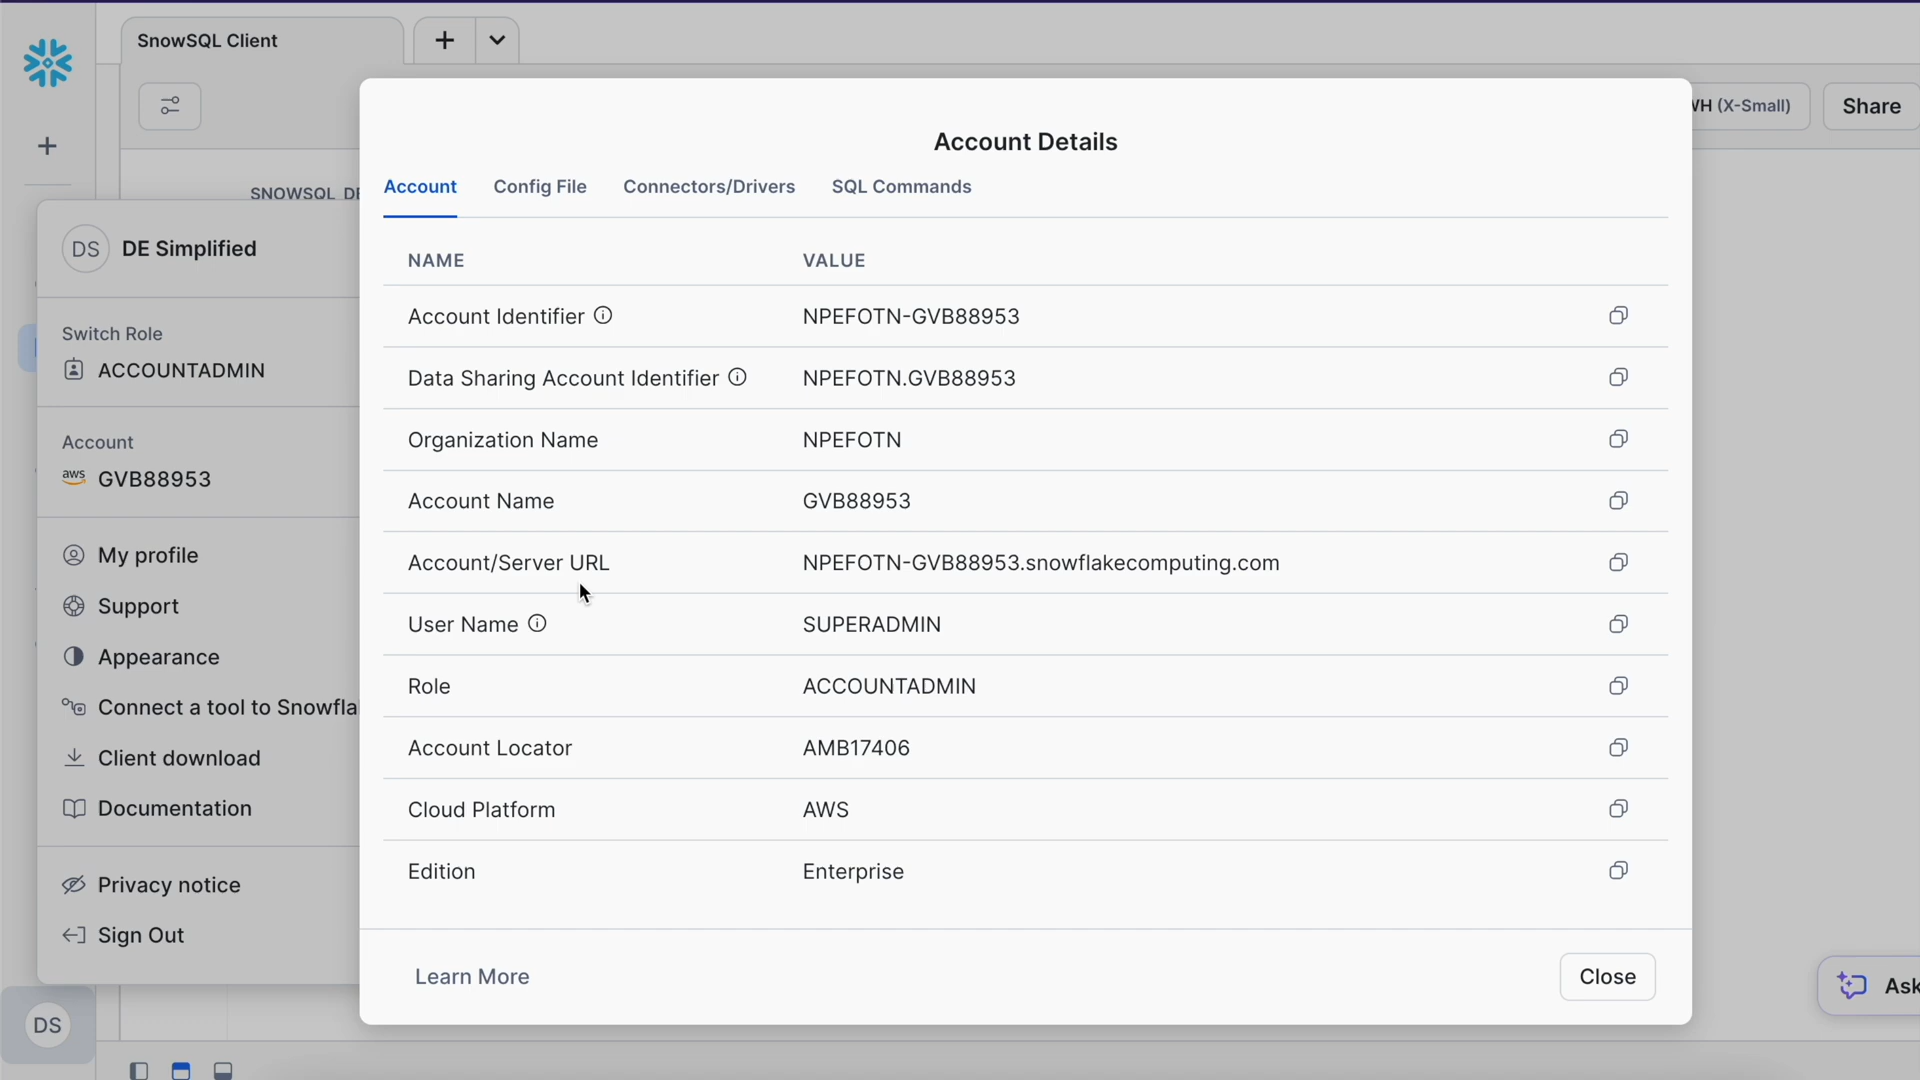 SnowSQL Client
WH (X-Small)
Share
SNOWSQL_DE
DS
DE Simplified
Switch Role
ACCOUNTADMIN
Account
aws
GVB88953
My profile
Support
Appearance
Connect a tool to Snowfla
Client download
Documentation
Privacy notice
Sign Out
DS
Account Details
Account Config File Connectors/Drivers SQL Commands
NAME VALUE
Account Identifier NPEFOTN-GVB88953
Data Sharing Account Identifier NPEFOTN.GVB88953
Organization Name NPEFOTN
Account Name GVB88953
Account/Server URL NPEFOTN-GVB88953.snowflakecomputing.com
User Name SUPERADMIN
Role ACCOUNTADMIN
Account Locator AMB17406
Cloud Platform AWS
Edition Enterprise
Learn More
Close
Ask